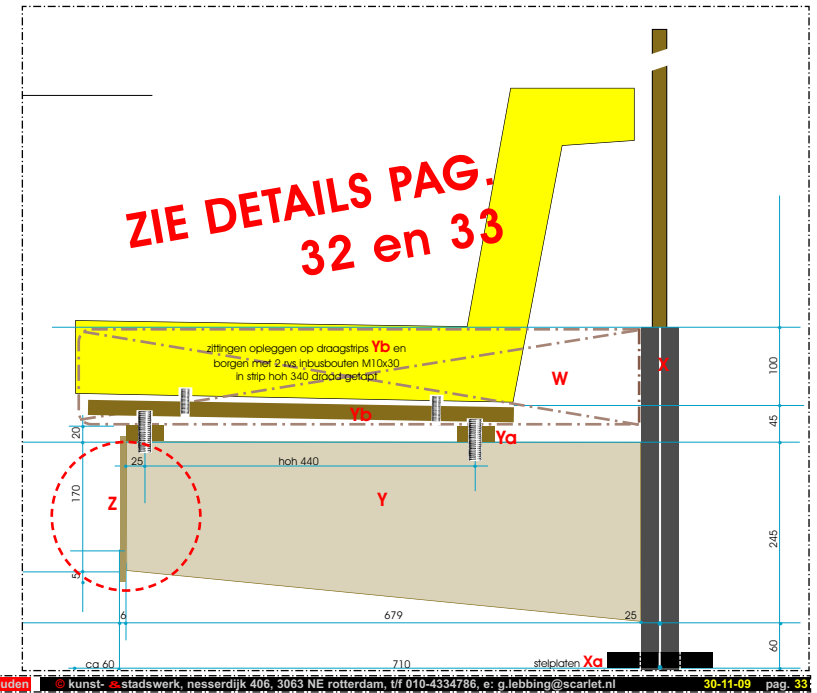 ZIE DETAILS PAG.
32 en 33
zittingen opleggen op draagstrips Yb en
borgen met 2 rvs inbusbouten M10x30
in strip hoh 340 draad getapt
W
X
100
Yb
45
20
Ya
25
hoh 440
Z
170
Y
245
5
6
679
25
60
ca 60
710
stelplaten Xa
uden © kunst- & stadswerk, nesserdijk 406, 3063 NE rotterdam, t/f 010-4334786, e: g.lebbing@scarlet.nl 30-11-09 pag. 33